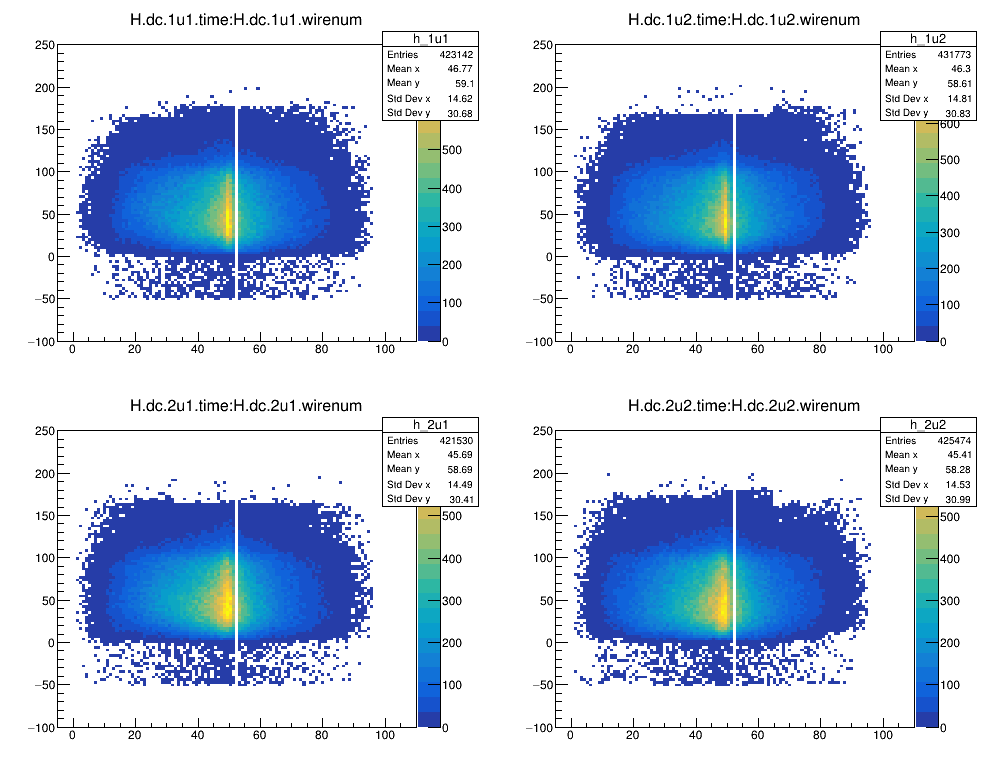 H.dc.1u1.time:H.dc.1u1.wirenum
h_1u1
Entries 423142
Mean x 46.77
Mean y 59.1
Std Dev x 14.62
Std Dev y 30.68
250
200
150
100
50
0
−50
−100
0 20 40 60 80 100
500
400
300
200
100
0
H.dc.1u2.time:H.dc.1u2.wirenum
h_1u2
Entries 431773
Mean x 46.3
Mean y 58.61
Std Dev x 14.81
Std Dev y 30.83
250
200
150
100
50
0
−50
−100
0 20 40 60 80 100
600
500
400
300
200
100
0
H.dc.2u1.time:H.dc.2u1.wirenum
h_2u1
Entries 421530
Mean x 45.69
Mean y 58.69
Std Dev x 14.49
Std Dev y 30.41
250
200
150
100
50
0
−50
−100
0 20 40 60 80 100
500
400
300
200
100
0
H.dc.2u2.time:H.dc.2u2.wirenum
h_2u2
Entries 425474
Mean x 45.41
Mean y 58.28
Std Dev x 14.53
Std Dev y 30.99
250
200
150
100
50
0
−50
−100
0 20 40 60 80 100
500
400
300
200
100
0